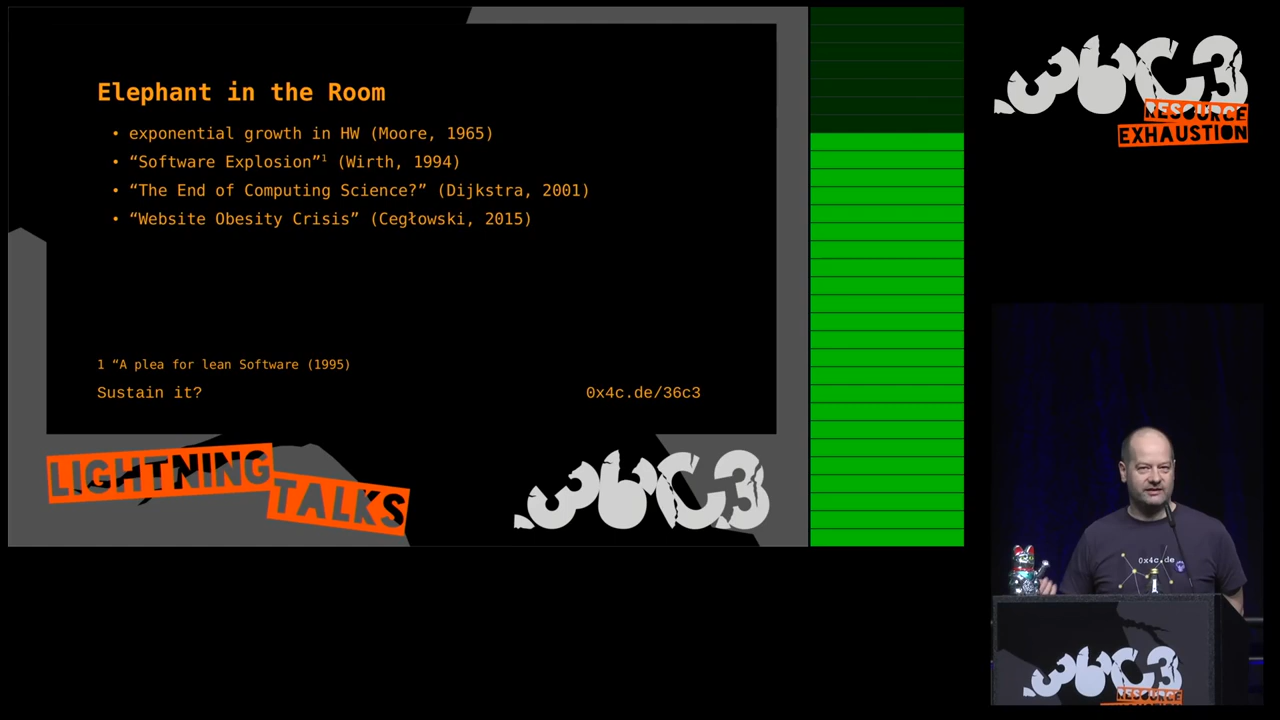 Elephant in the Room
• exponential growth in HW (Moore, 1965)
• “Software Explosion”¹ (Wirth, 1994)
• “The End of Computing Science?” (Dijkstra, 2001)
• “Website Obesity Crisis” (Cegłowski, 2015)
1 “A plea for lean Software (1995)
Sustain it?
0x4c.de/36c3
LIGHTNING
TALKS
36C3
36C3
RESOURCE
EXHAUSTION
0x4c.de
36C3
RESOURCE